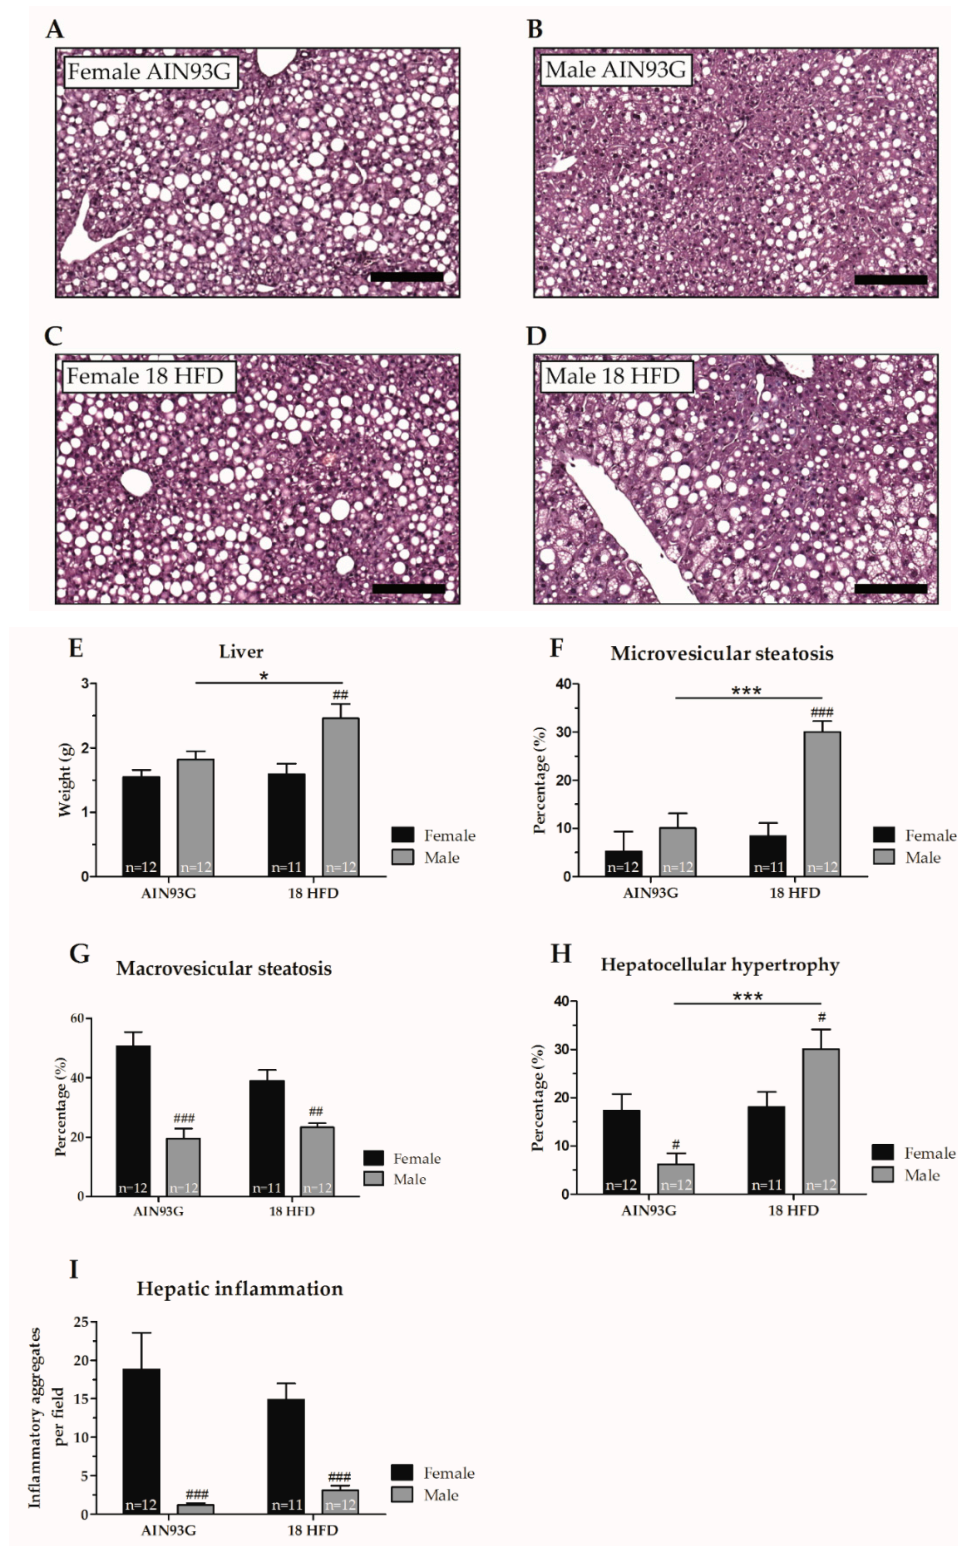 A
B
Female AIN93G
Male AIN93G
C
D
Female 18 HFD
Male 18 HFD
E
Liver
*
##
Weight (g)
3
2
1
0
n=12
n=12
n=11
n=12
AIN93G
18 HFD
Female
Male
F
Microvesicular steatosis
***
###
Percentage (%)
40
30
20
10
0
n=12
n=12
n=11
n=12
AIN93G
18 HFD
Female
Male
G
Macrovesicular steatosis
###
##
Percentage (%)
60
40
20
0
n=12
n=12
n=11
n=12
AIN93G
18 HFD
Female
Male
H
Hepatocellular hypertrophy
***
#
#
Percentage (%)
40
30
20
10
0
n=12
n=12
n=11
n=12
AIN93G
18 HFD
Female
Male
I
Hepatic inflammation
###
###
Inflammatory aggregates
per field
25
20
15
10
5
0
n=12
n=11
n=12
AIN93G
18 HFD
Female
Male